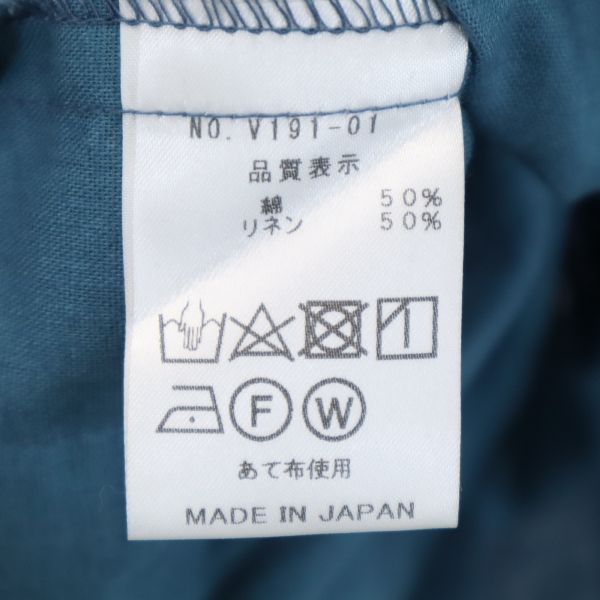 NO. V191-01
品質表示
綿 50%
リネン 50%
F W
あて布使用
MADE IN JAPAN